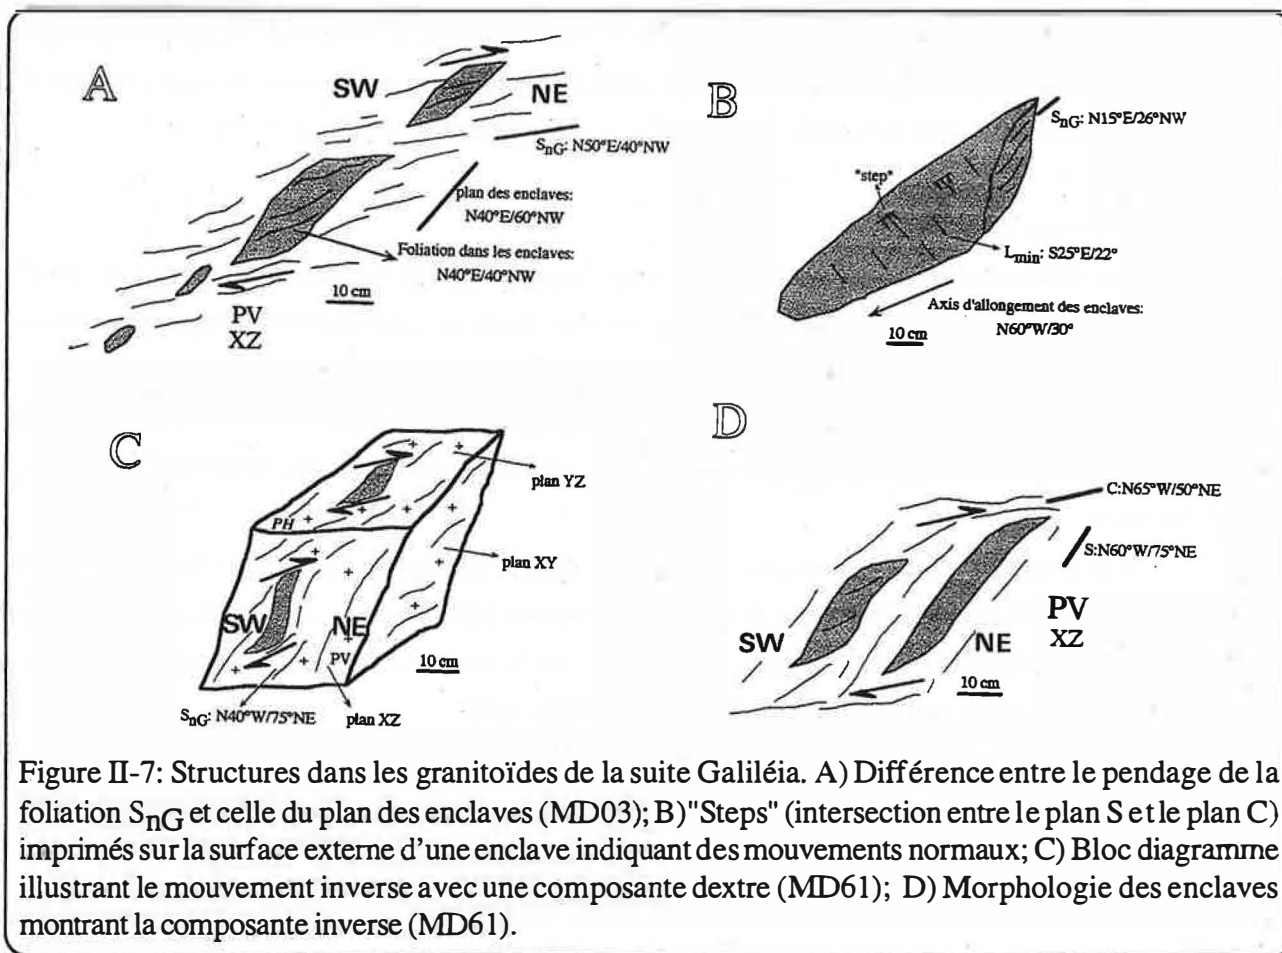 A
SW
NE
SnG: N50°E/40°NW
plan des enclaves:
N40°E/60°NW
Foliation dans les enclaves:
N40°E/40°NW
10 cm
PV
XZ
B
SnG: N15°E/26°NW
"step"
Lmin: S25°E/22°
Axis d'allongement des enclaves:
N60°W/30°
10 cm
C
plan YZ
PH
plan XY
SW
NE
PV
10 cm
SnG: N40°W/75°NE
plan XZ
D
C:N65°W/50°NE
S:N60°W/75°NE
PV
XZ
SW
NE
10 cm
Figure II-7: Structures dans les granitoïdes de la suite Galiléia. A) Différence entre le pendage de la
foliation SnG et celle du plan des enclaves (MD03); B) "Steps" (intersection entre le plan S et le plan C)
imprimés sur la surface externe d'une enclave indiquant des mouvements normaux; C) Bloc diagramme
illustrant le mouvement inverse avec une composante dextre (MD61); D) Morphologie des enclaves
montrant la composante inverse (MD61).